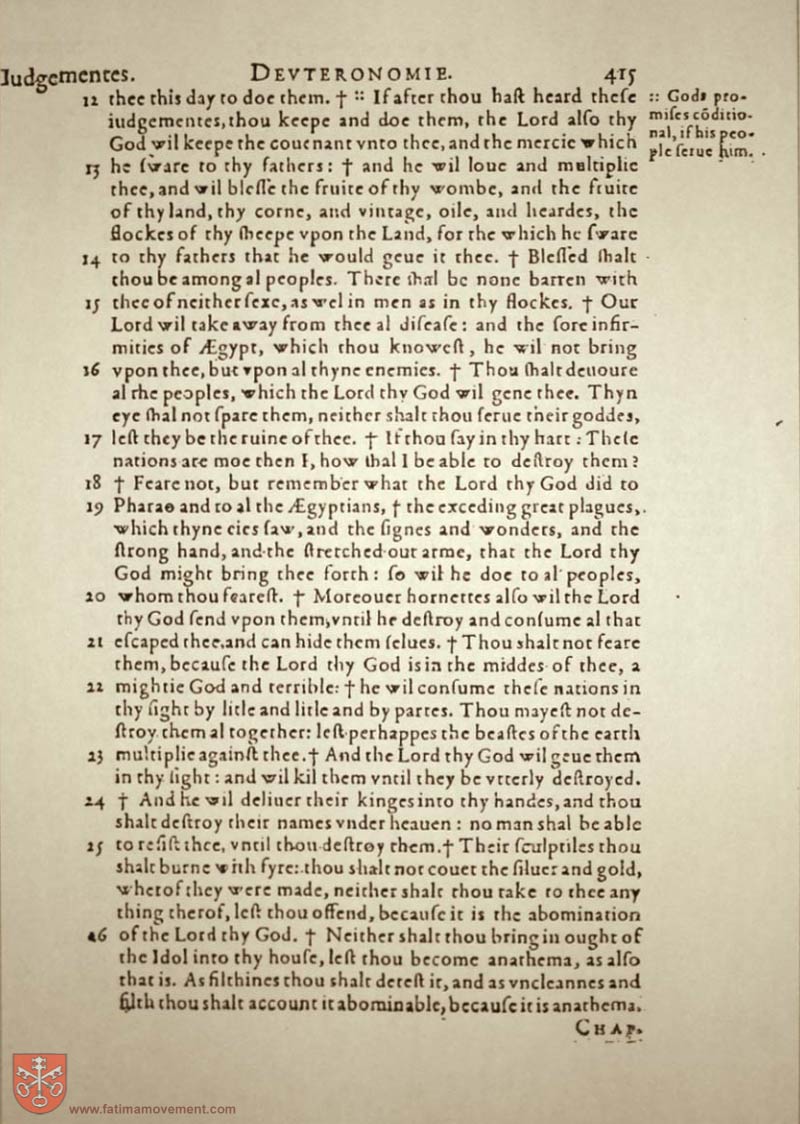 Iudgementes. DEVTERONOMIE. 415
12 thee this day to doe them. † :: If after thou haſt heard theſe
iudgementes, thou keepe and doe them, the Lord alſo thy
God wil keepe the couenant vnto thee, and the mercie which
13 he ſware to thy fathers: † and he wil loue and multiplie
thee, and wil bleſſe the fruite of thy wombe, and the fruite
of thy land, thy corne, and vintage, oile, and heardes, the
flockes of thy ſheepe vpon the Land, for the which he ſware
14 to thy fathers that he would geue it thee. † Bleſſed ſhalt
thou be among al peoples. There ſhal be none barren with
15 thee of neither ſexe, as wel in men as in thy flockes. † Our
Lord wil take away from thee al diſeaſe: and the ſore infir-
mities of Ægypt, which thou knoweſt, he wil not bring
16 vpon thee, but vpon al thyne enemies. † Thou ſhalt deuoure
al rhe peoples, which the Lord thy God wil gene thee. Thyn
eye ſhal not ſpare them, neither shalt thou ſerue their goddes,
17 leſt they be the ruine of thee. † If thou ſay in thy hart: Theſe
nations are moe then I, how ſhal I be able to deſtroy them?
18 † Feare not, but remember what the Lord thy God did to
19 Pharao and to al the Ægyptians, † the exceding great plagues,
which thyne eies ſaw, and the ſignes and wonders, and the
ſtrong hand, and the ſtretched out arme, that the Lord thy
God might bring thee forth: ſo wil he doe to al peoples,
20 whom thou feareſt. † Moreouer hornettes alſo wil the Lord
thy God ſend vpon them, vntil he deſtroy and conſume al that
21 eſcaped thee, and can hide them ſelues. † Thou shalt not feare
them, becauſe the Lord thy God is in the middes of thee, a
22 mightie God and terrible: † he wil conſume theſe nations in
thy ſight by litle and litle and by partes. Thou mayeſt not de-
ſtroy them al together: leſt perhappes the beaſtes of the earth
23 multiplie againſt thee. † And the Lord thy God wil geue them
in thy ſight: and wil kil them vntil they be vtterly deſtroyed.
24 † And he wil deliuer their kinges into thy handes, and thou
shalt deſtroy their names vnder heauen: no man shal be able
25 to reſiſt thee, vntil thou deſtroy them. † Their ſculptiles thou
shalt burne with fyre: thou shalt not couet the ſiluer and gold,
wherof they were made, neither shalt thou take to thee any
thing therof, leſt thou offend, becauſe it is the abomination
26 of the Lord thy God. † Neither shalt thou bring in ought of
the Idol into thy houſe, leſt thou become anathema, as alſo
that is. As filthines thou shalt deteſt it, and as vncleannes and
filth thou shalt account it abominable, becauſe it is anathema.
CHAP.
:: Gods pro-
miſes cõditio-
nal, if his peo-
ple ſerue him.
www.fatimamovement.com